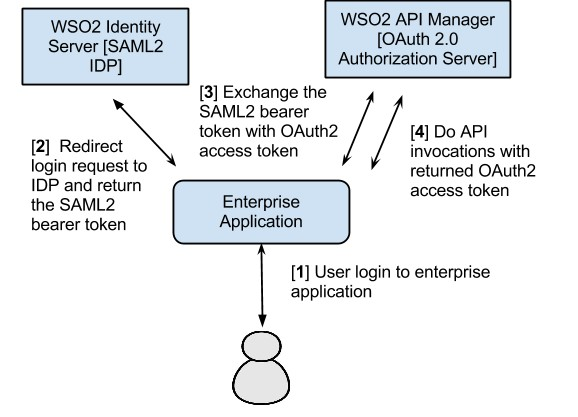 WSO2 Identity
Server [SAML2
IDP]
WSO2 API Manager
[OAuth 2.0
Authorization Server]
[3] Exchange the
SAML2 bearer
token with OAuth2
access token
[4] Do API
invocations with
returned OAuth2
access token
[2] Redirect
login request to
IDP and return
the SAML2
bearer token
Enterprise
Application
[1] User login to enterprise
application